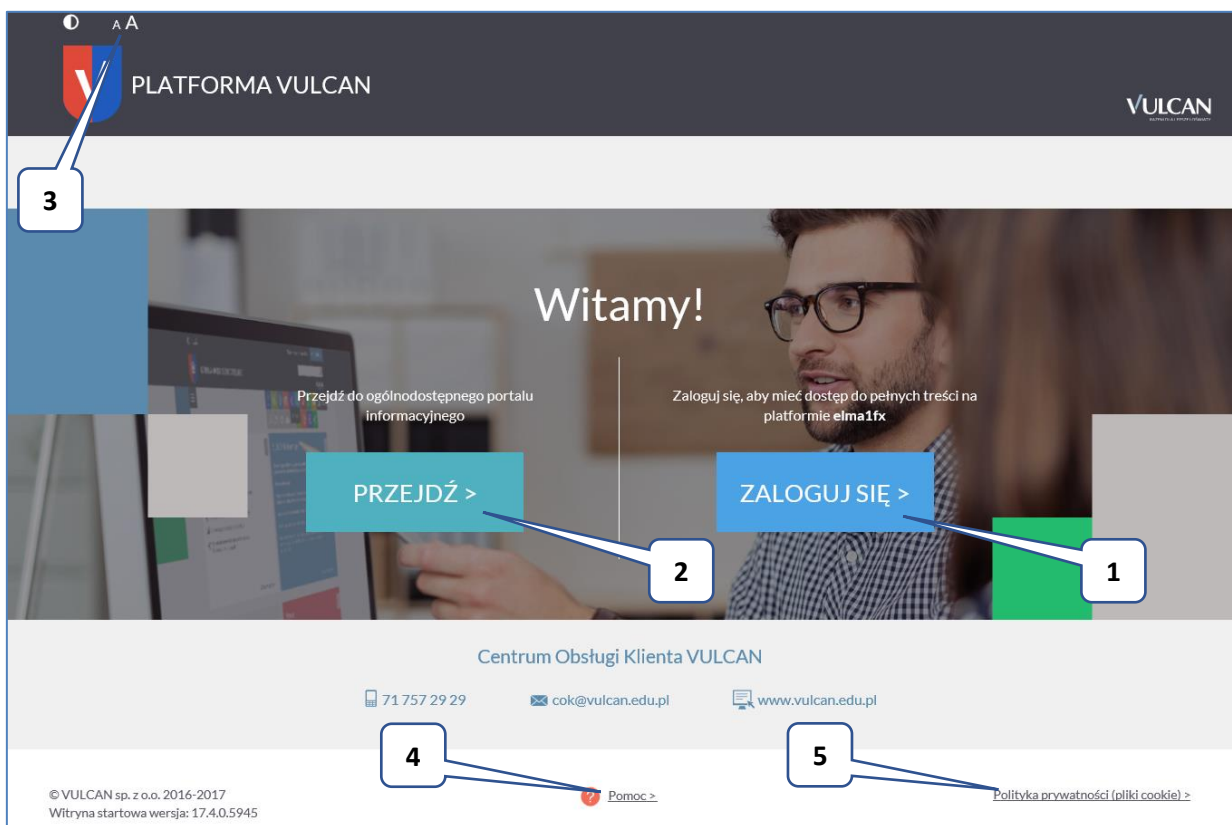 A A
PLATFORMA VULCAN
VULCAN
3
Witamy!
Przejdź do ogólnodostępnego portalu
informacyjnego
PRZEJDŹ >
2
Zaloguj się, aby mieć dostęp do pełnych treści na
platformie elma1fx
ZALOGUJ SIĘ >
1
Centrum Obsługi Klienta VULCAN
71 757 29 29
cok@vulcan.edu.pl
www.vulcan.edu.pl
4
5
© VULCAN sp. z o.o. 2016-2017
Witryna startowa wersja: 17.4.0.5945
? Pomoc >
Polityka prywatności (pliki cookie) >